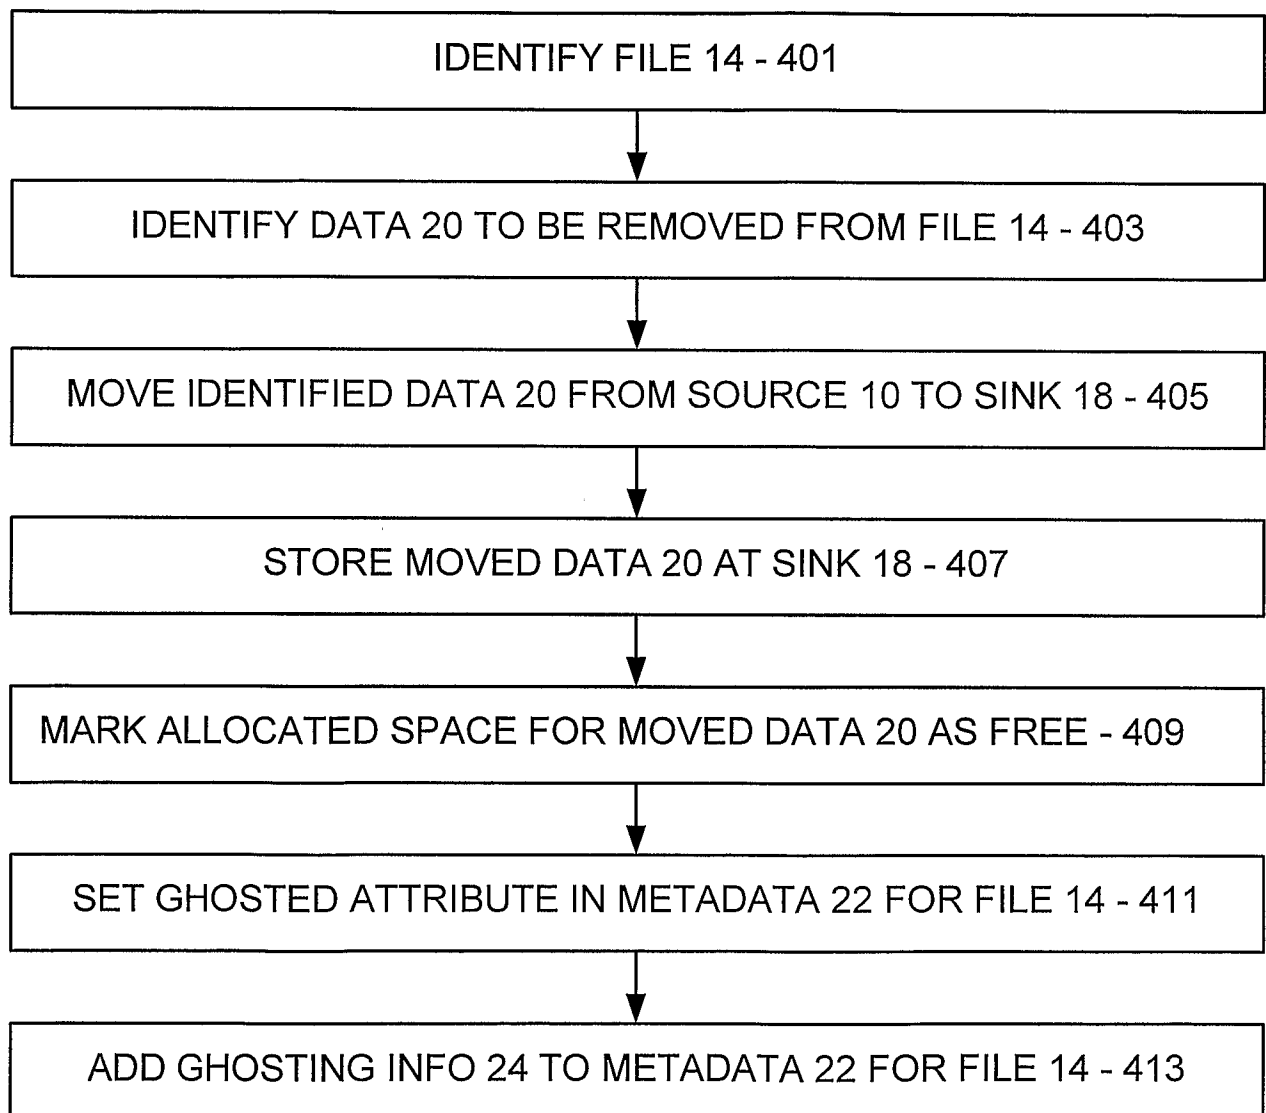 IDENTIFY FILE 14 - 401
IDENTIFY DATA 20 TO BE REMOVED FROM FILE 14 - 403
MOVE IDENTIFIED DATA 20 FROM SOURCE 10 TO SINK 18 - 405
STORE MOVED DATA 20 AT SINK 18 - 407
MARK ALLOCATED SPACE FOR MOVED DATA 20 AS FREE - 409
SET GHOSTED ATTRIBUTE IN METADATA 22 FOR FILE 14 - 411
ADD GHOSTING INFO 24 TO METADATA 22 FOR FILE 14 - 413